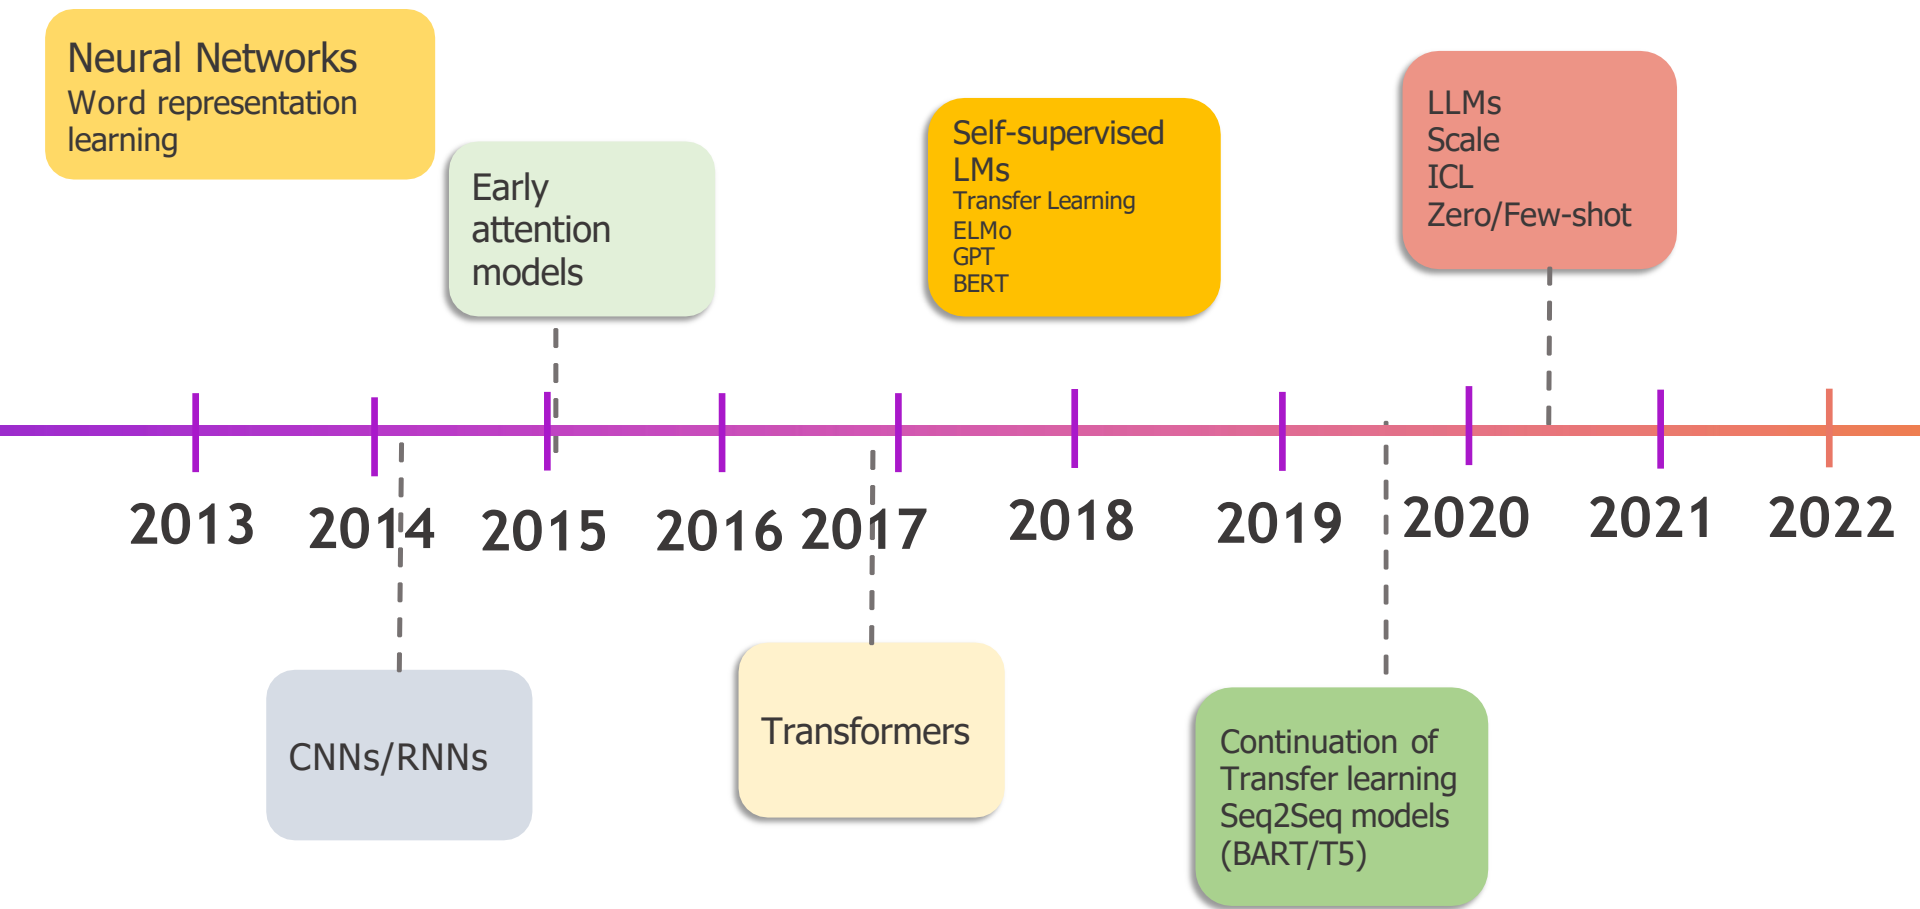 Neural Networks
Word representation
learning
Early
attention
models
Self-supervised
LMs
Transfer Learning
ELMo
GPT
BERT
LLMs
Scale
ICL
Zero/Few-shot
2013
2014
2015
2016
2017
2018
2019
2020
2021
2022
CNNs/RNNs
Transformers
Continuation of
Transfer learning
Seq2Seq models
(BART/T5)